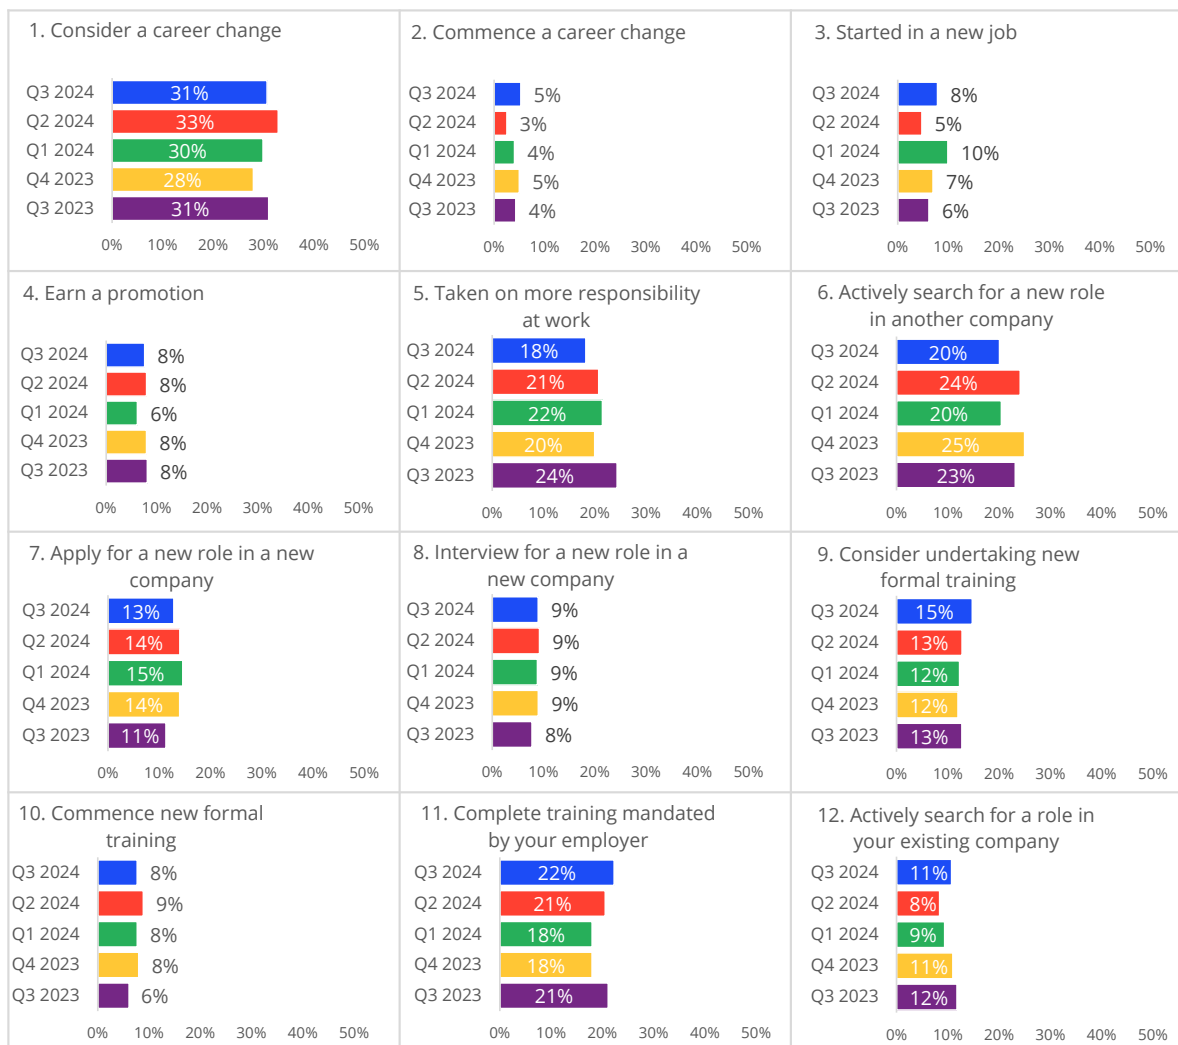 1. Consider a career change
Q3 2024 31%
Q2 2024 33%
Q1 2024 30%
Q4 2023 28%
Q3 2023 31%
0% 10% 20% 30% 40% 50%
2. Commence a career change
Q3 2024 5%
Q2 2024 3%
Q1 2024 4%
Q4 2023 5%
Q3 2023 4%
0% 10% 20% 30% 40% 50%
3. Started in a new job
Q3 2024 8%
Q2 2024 5%
Q1 2024 10%
Q4 2023 7%
Q3 2023 6%
0% 10% 20% 30% 40% 50%
4. Earn a promotion
Q3 2024 8%
Q2 2024 8%
Q1 2024 6%
Q4 2023 8%
Q3 2023 8%
0% 10% 20% 30% 40% 50%
5. Taken on more responsibility
at work
Q3 2024 18%
Q2 2024 21%
Q1 2024 22%
Q4 2023 20%
Q3 2023 24%
0% 10% 20% 30% 40% 50%
6. Actively search for a new role
in another company
Q3 2024 20%
Q2 2024 24%
Q1 2024 20%
Q4 2023 25%
Q3 2023 23%
0% 10% 20% 30% 40% 50%
7. Apply for a new role in a new
company
Q3 2024 13%
Q2 2024 14%
Q1 2024 15%
Q4 2023 14%
Q3 2023 11%
0% 10% 20% 30% 40% 50%
8. Interview for a new role in a
new company
Q3 2024 9%
Q2 2024 9%
Q1 2024 9%
Q4 2023 9%
Q3 2023 8%
0% 10% 20% 30% 40% 50%
9. Consider undertaking new
formal training
Q3 2024 15%
Q2 2024 13%
Q1 2024 12%
Q4 2023 12%
Q3 2023 13%
0% 10% 20% 30% 40% 50%
10. Commence new formal
training
Q3 2024 8%
Q2 2024 9%
Q1 2024 8%
Q4 2023 8%
Q3 2023 6%
0% 10% 20% 30% 40% 50%
11. Complete training mandated
by your employer
Q3 2024 22%
Q2 2024 21%
Q1 2024 18%
Q4 2023 18%
Q3 2023 21%
0% 10% 20% 30% 40% 50%
12. Actively search for a role in
your existing company
Q3 2024 11%
Q2 2024 8%
Q1 2024 9%
Q4 2023 11%
Q3 2023 12%
0% 10% 20% 30% 40% 50%